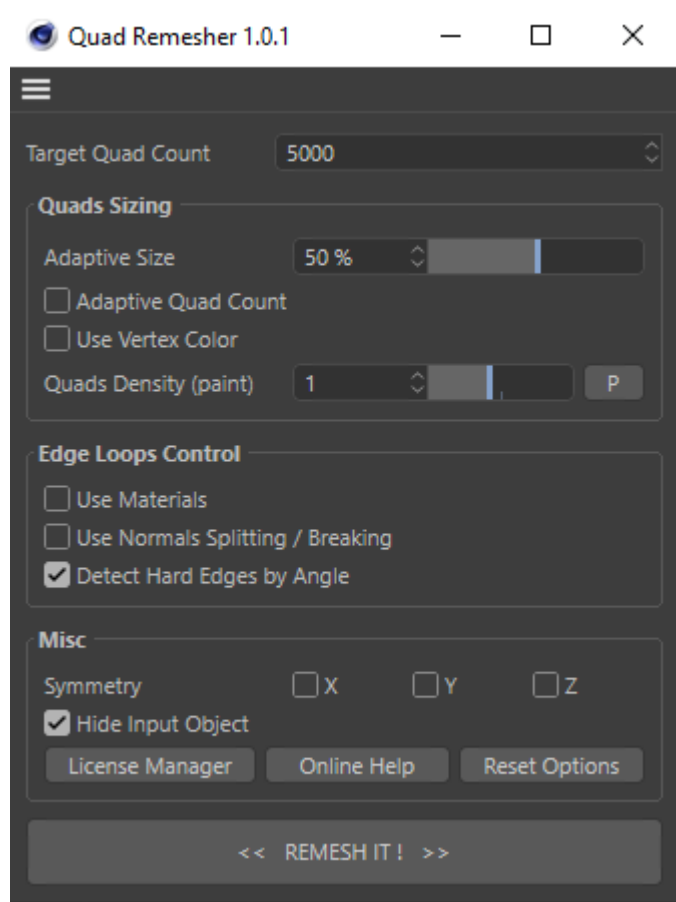 Quad Remesher 1.0.1
Target Quad Count 5000
Quads Sizing
Adaptive Size 50 %
Adaptive Quad Count
Use Vertex Color
Quads Density (paint) 1 P
Edge Loops Control
Use Materials
Use Normals Splitting / Breaking
Detect Hard Edges by Angle
Misc
Symmetry X Y Z
Hide Input Object
License Manager Online Help Reset Options
<< REMESH IT ! >>